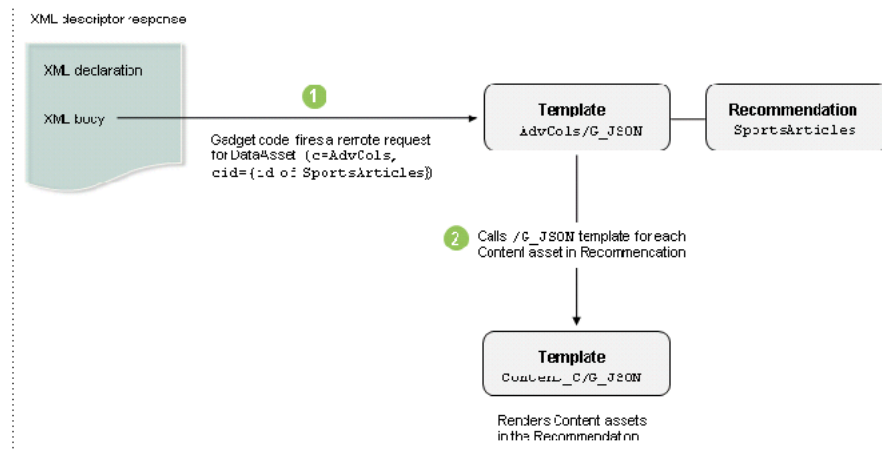 XML descriptor response
XML declaration
XML body
1
Gadget code fires a remote request
for DataAsset (c=AdvCols,
cid={id of SportsArticles})
Template
AdvCols/G_JSON
Recommendation
SportsArticles
2 Calls /G_JSON template for each
Content asset in Recommendation
Template
Content_C/G_JSON
Renders Content assets
in the Recommendation